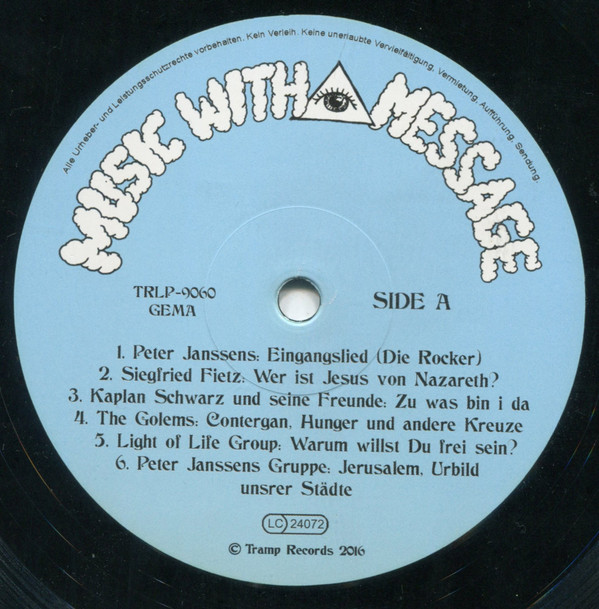 Alle Urheber- und Leistungsschutzrechte vorbehalten. Kein Verleih. Keine unerlaubte Vervielfältigung, Vermietung, Aufführung, Sendung.
MUSIC WITH MESSAGE
TRLP-9060
GEMA
SIDE A
1. Peter Janssens: Eingangslied (Die Rocker)
2. Siegfried Fietz: Wer ist Jesus von Nazareth?
3. Kaplan Schwarz und seine Freunde: Zu was bin i da
4. The Golems: Contergan, Hunger und andere Kreuze
5. Light of Life Group: Warum willst Du frei sein?
6. Peter Janssens Gruppe: Jerusalem, Urbild
unsrer Städte
LC 24072
© Tramp Records 2016